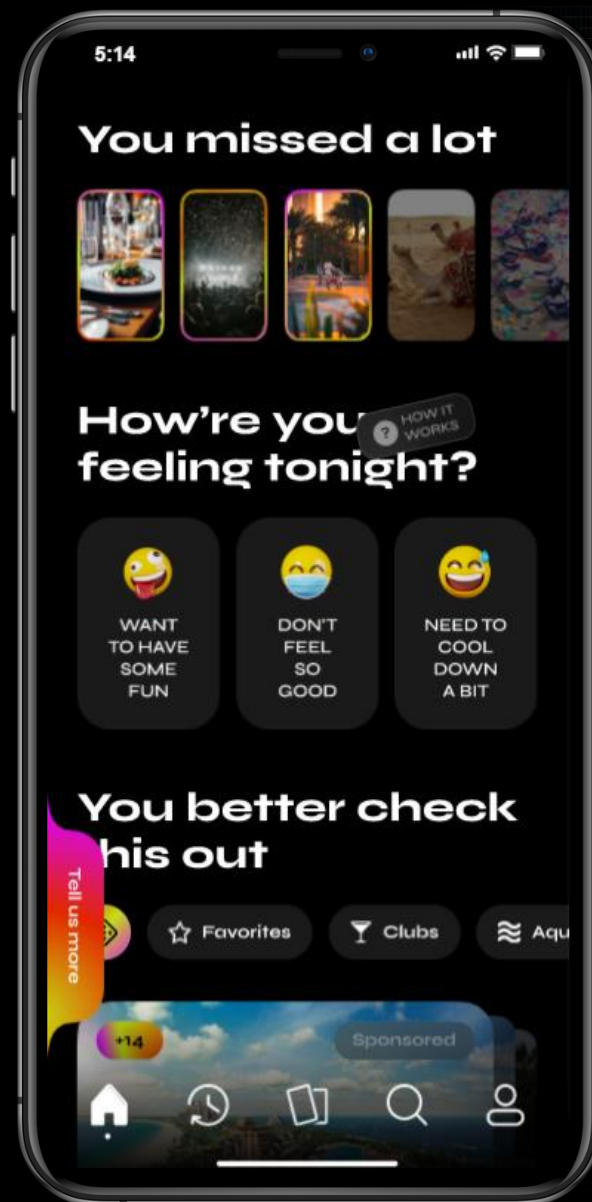 5:14
You missed a lot
How're you
HOW IT
WORKS
feeling tonight?
WANT
TO HAVE
SOME
FUN
DON'T
FEEL
SO
GOOD
NEED TO
COOL
DOWN
A BIT
You better check
his out
Tell us more
Favorites
Clubs
Aqu
+14
Sponsored